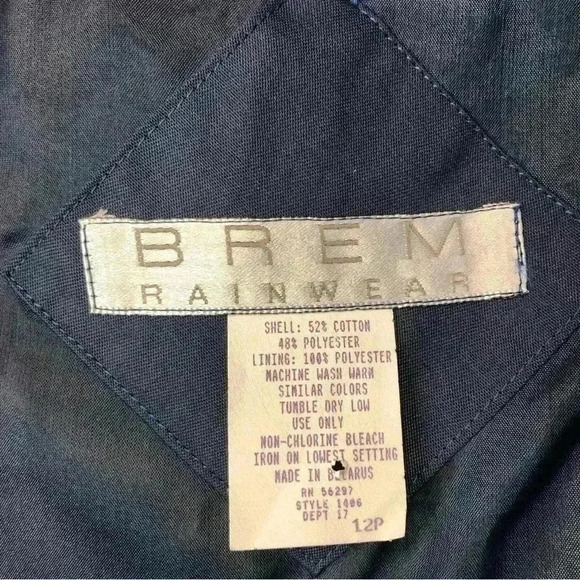 BREM
RAINWEAR
SHELL: 52% COTTON
48% POLYESTER
LINING: 100% POLYESTER
MACHINE WASH WARM
SIMILAR COLORS
TUMBLE DRY LOW
USE ONLY
NON-CHLORINE BLEACH
IRON ON LOWEST SETTING
MADE IN BELARUS
RN 56297
STYLE 1406
DEPT 17
12P